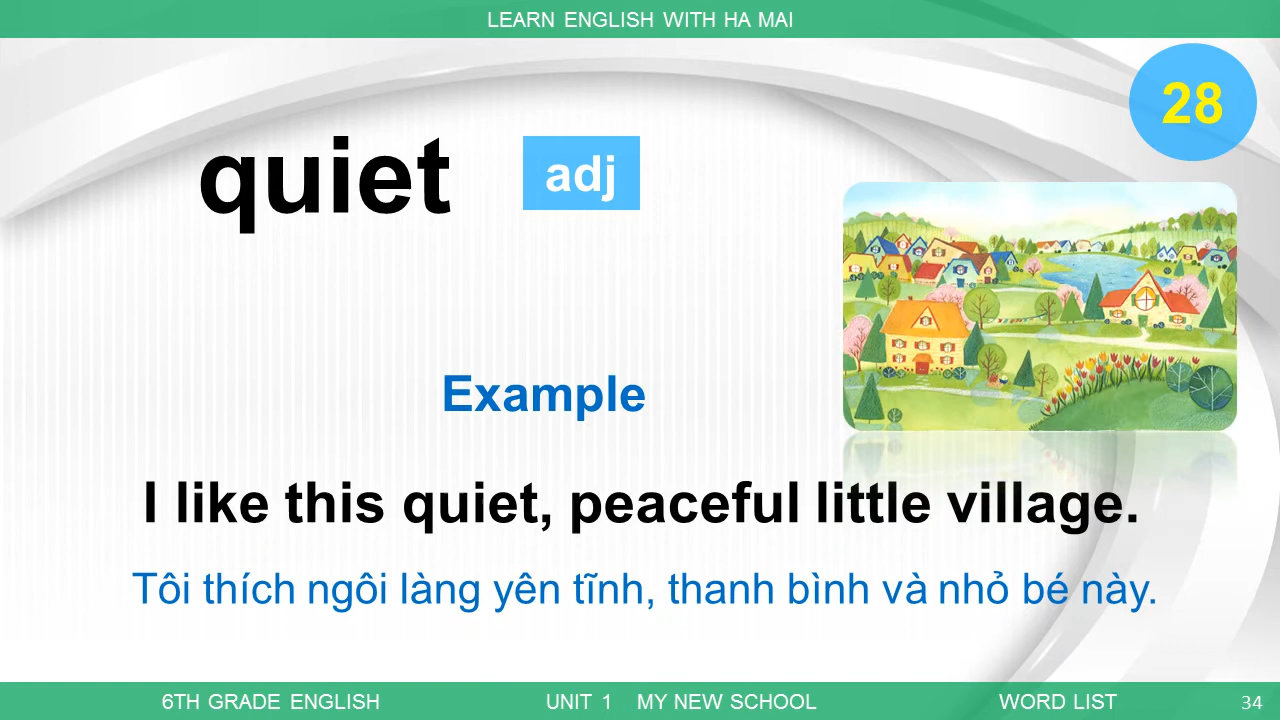 LEARN ENGLISH WITH HA MAI
28
quiet adj
Example
I like this quiet, peaceful little village.
Tôi thích ngôi làng yên tĩnh, thanh bình và nhỏ bé này.
6TH GRADE ENGLISH UNIT 1 MY NEW SCHOOL WORD LIST 34